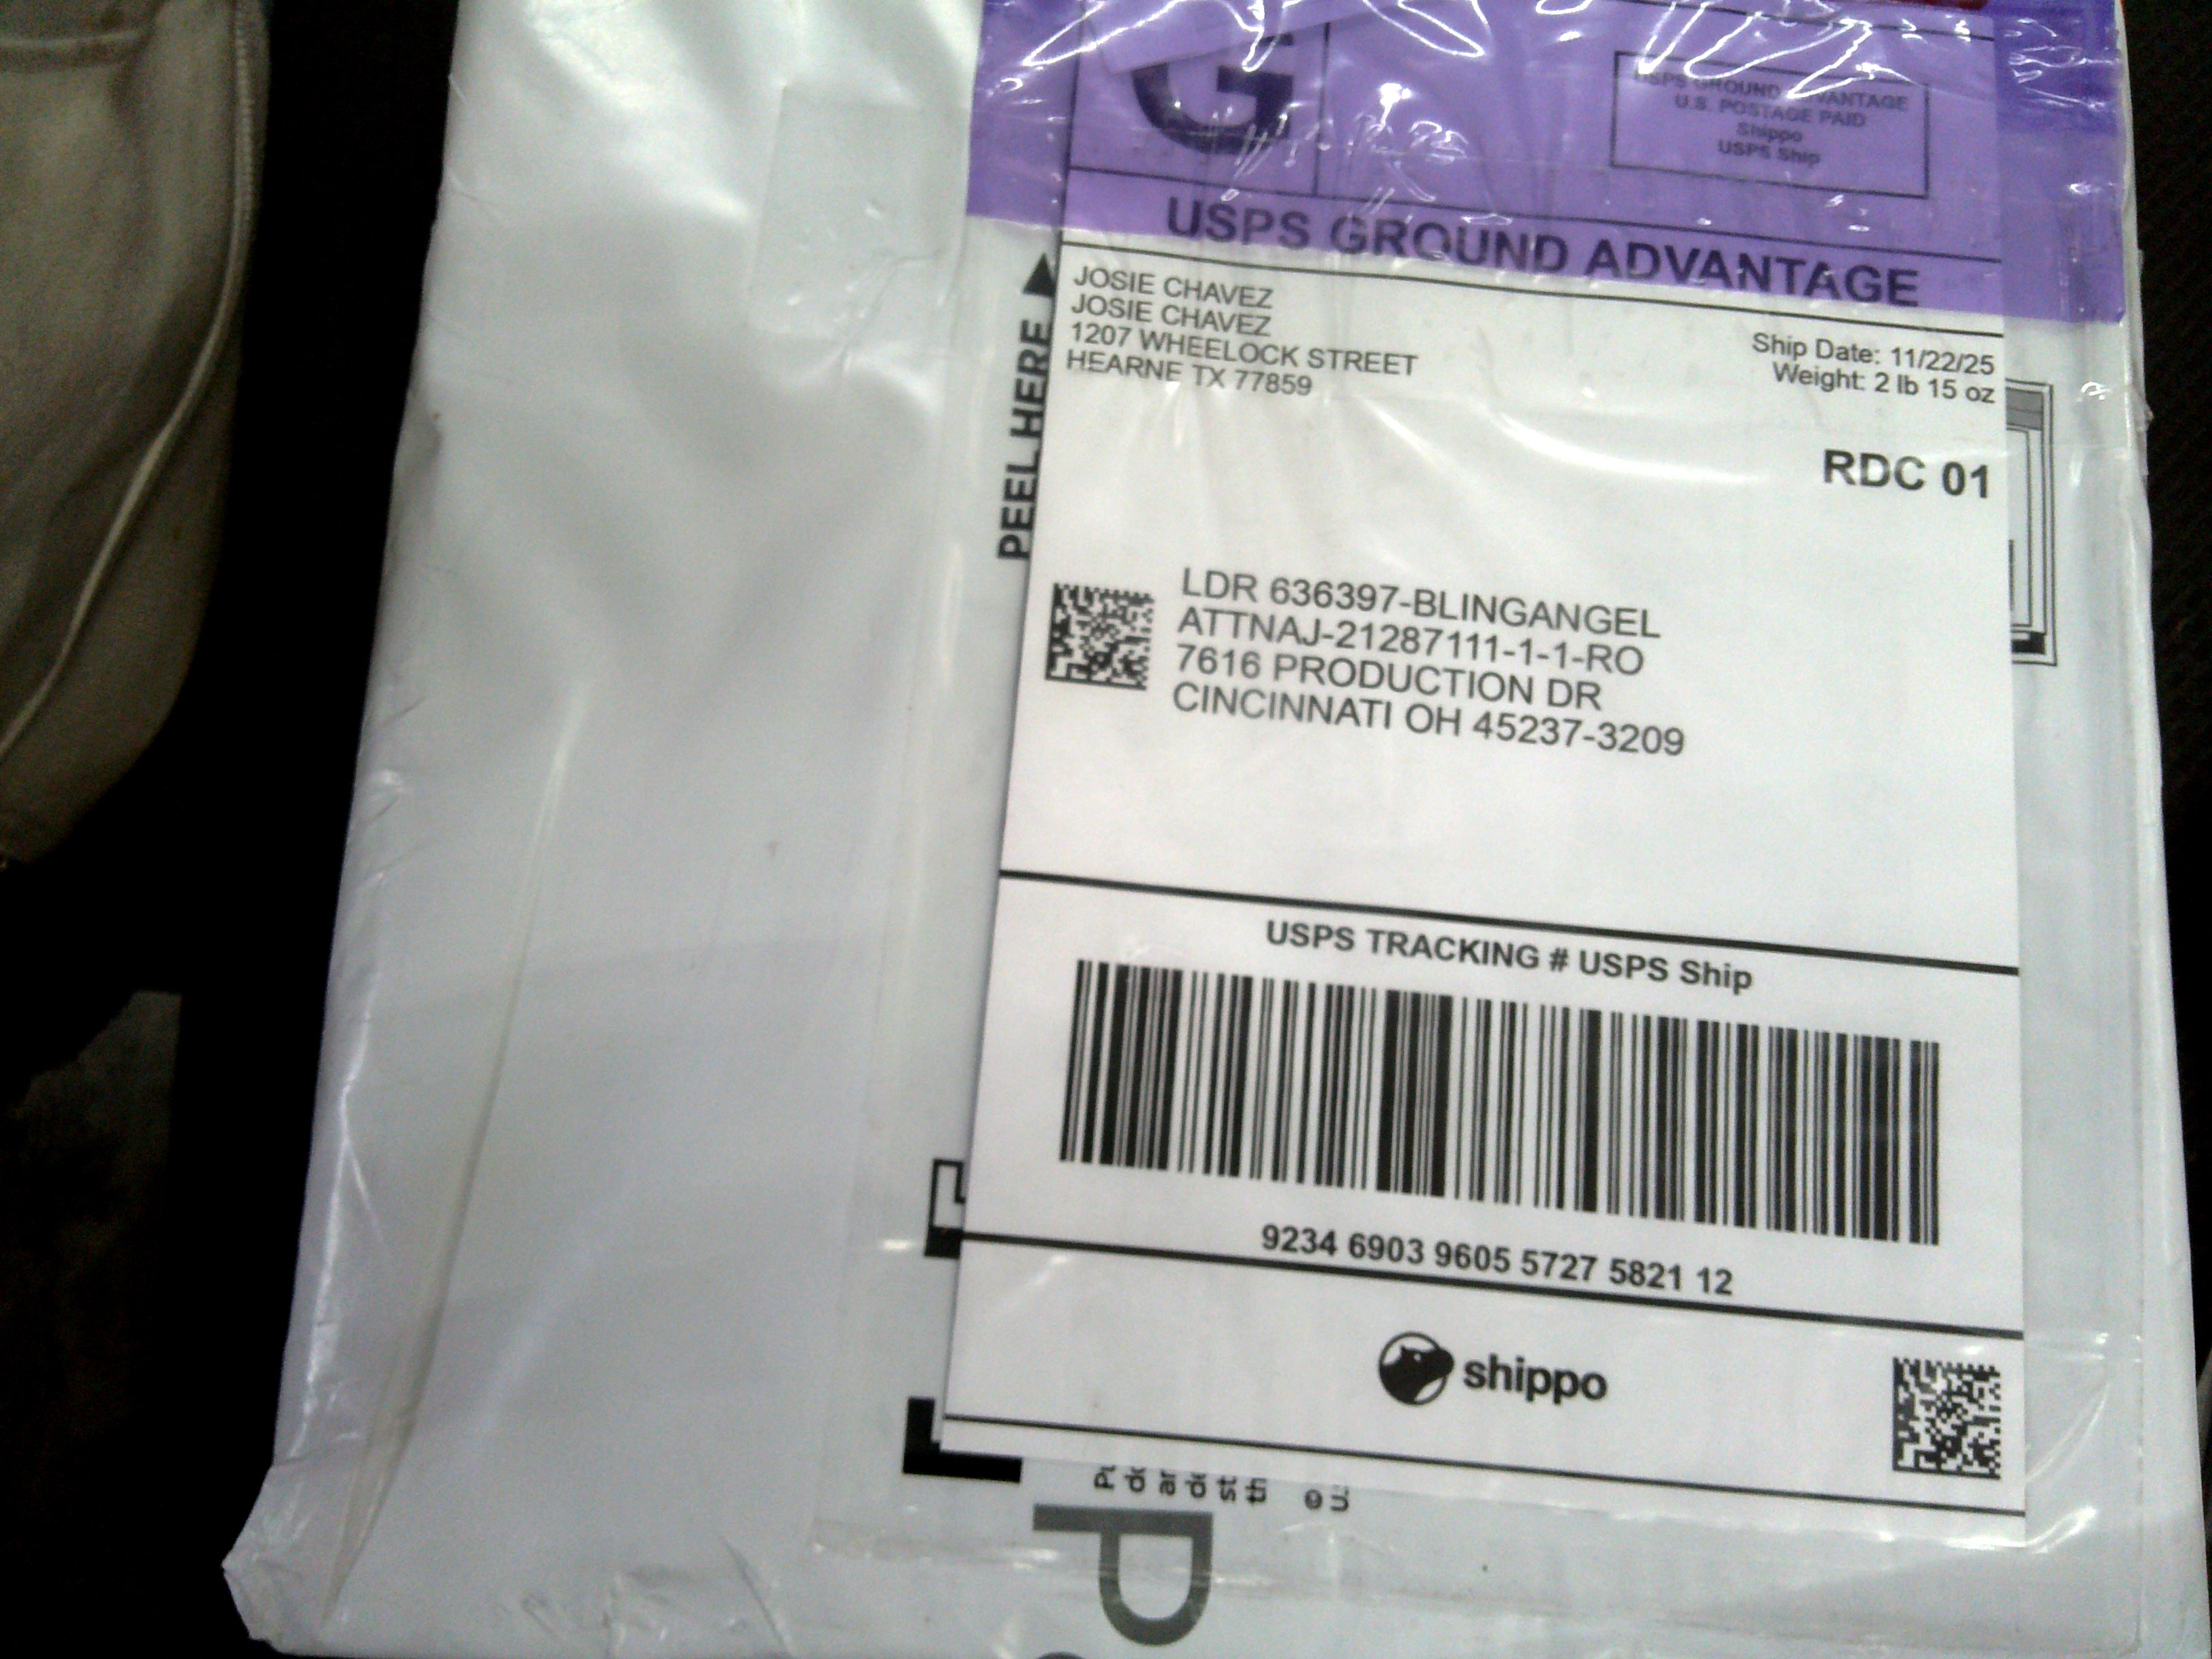 G
USPS GROUND ADVANTAGE
U.S. POSTAGE PAID
Shippo
USPS Ship
USPS GROUND ADVANTAGE
JOSIE CHAVEZ
JOSIE CHAVEZ
1207 WHEELOCK STREET
HEARNE TX 77859
Ship Date: 11/22/25
Weight: 2 lb 15 oz
RDC 01
PEEL HERE
LDR 636397-BLINGANGEL
ATTNAJ-21287111-1-1-RO
7616 PRODUCTION DR
CINCINNATI OH 45237-3209
USPS TRACKING # USPS Ship
9234 6903 9605 5727 5821 12
shippo
P